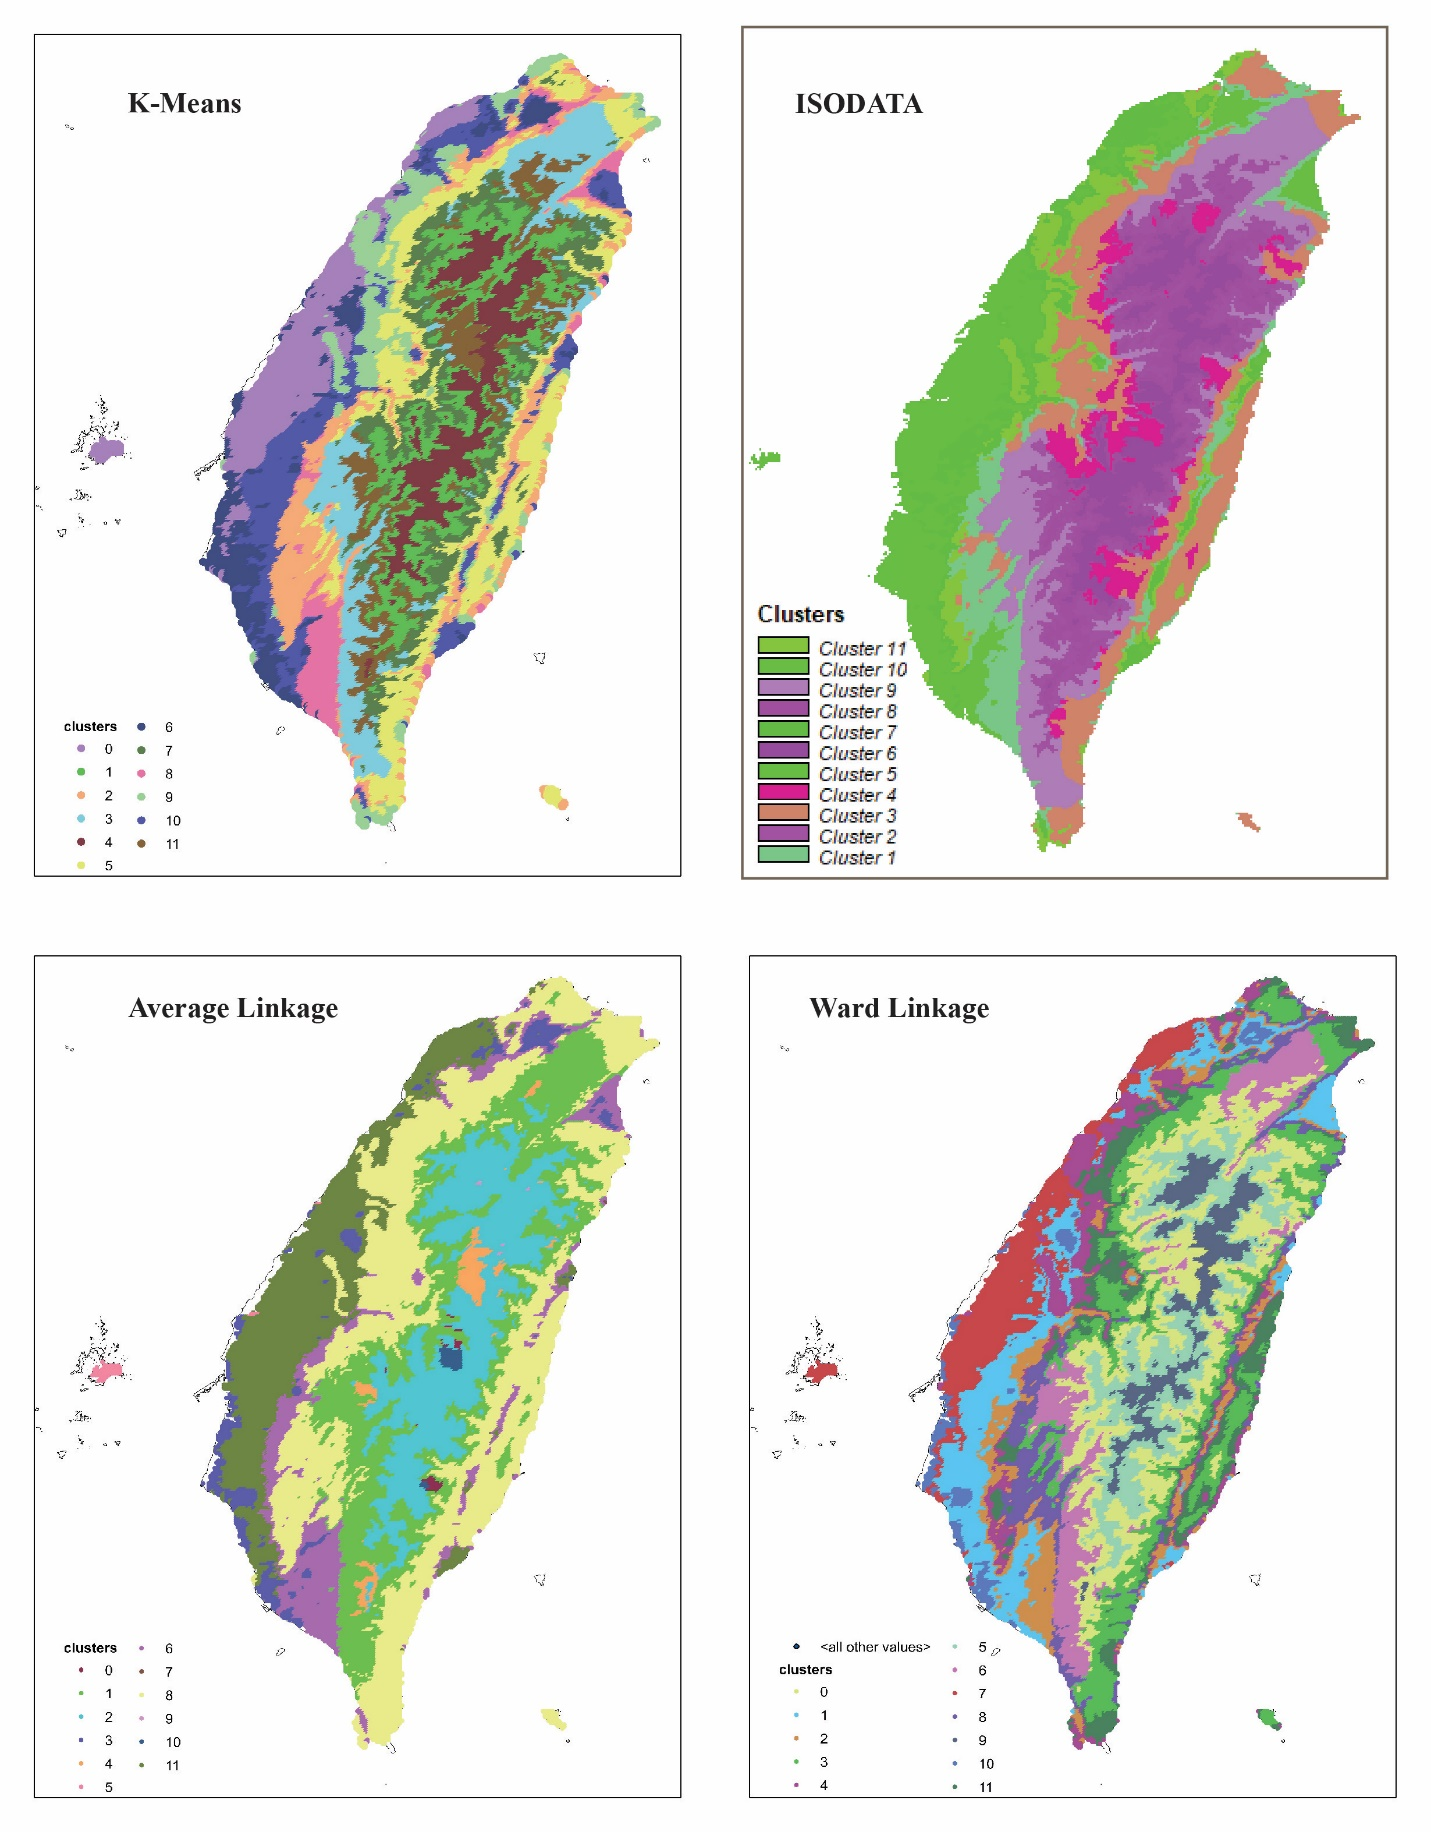 K-Means
clusters
0
1
2
3
4
5
6
7
8
9
10
11
ISODATA
Clusters
Cluster 11
Cluster 10
Cluster 9
Cluster 8
Cluster 7
Cluster 6
Cluster 5
Cluster 4
Cluster 3
Cluster 2
Cluster 1
Average Linkage
clusters
0
1
2
3
4
5
6
7
8
9
10
11
Ward Linkage
<all other values>
clusters
0
1
2
3
4
5
6
7
8
9
10
11